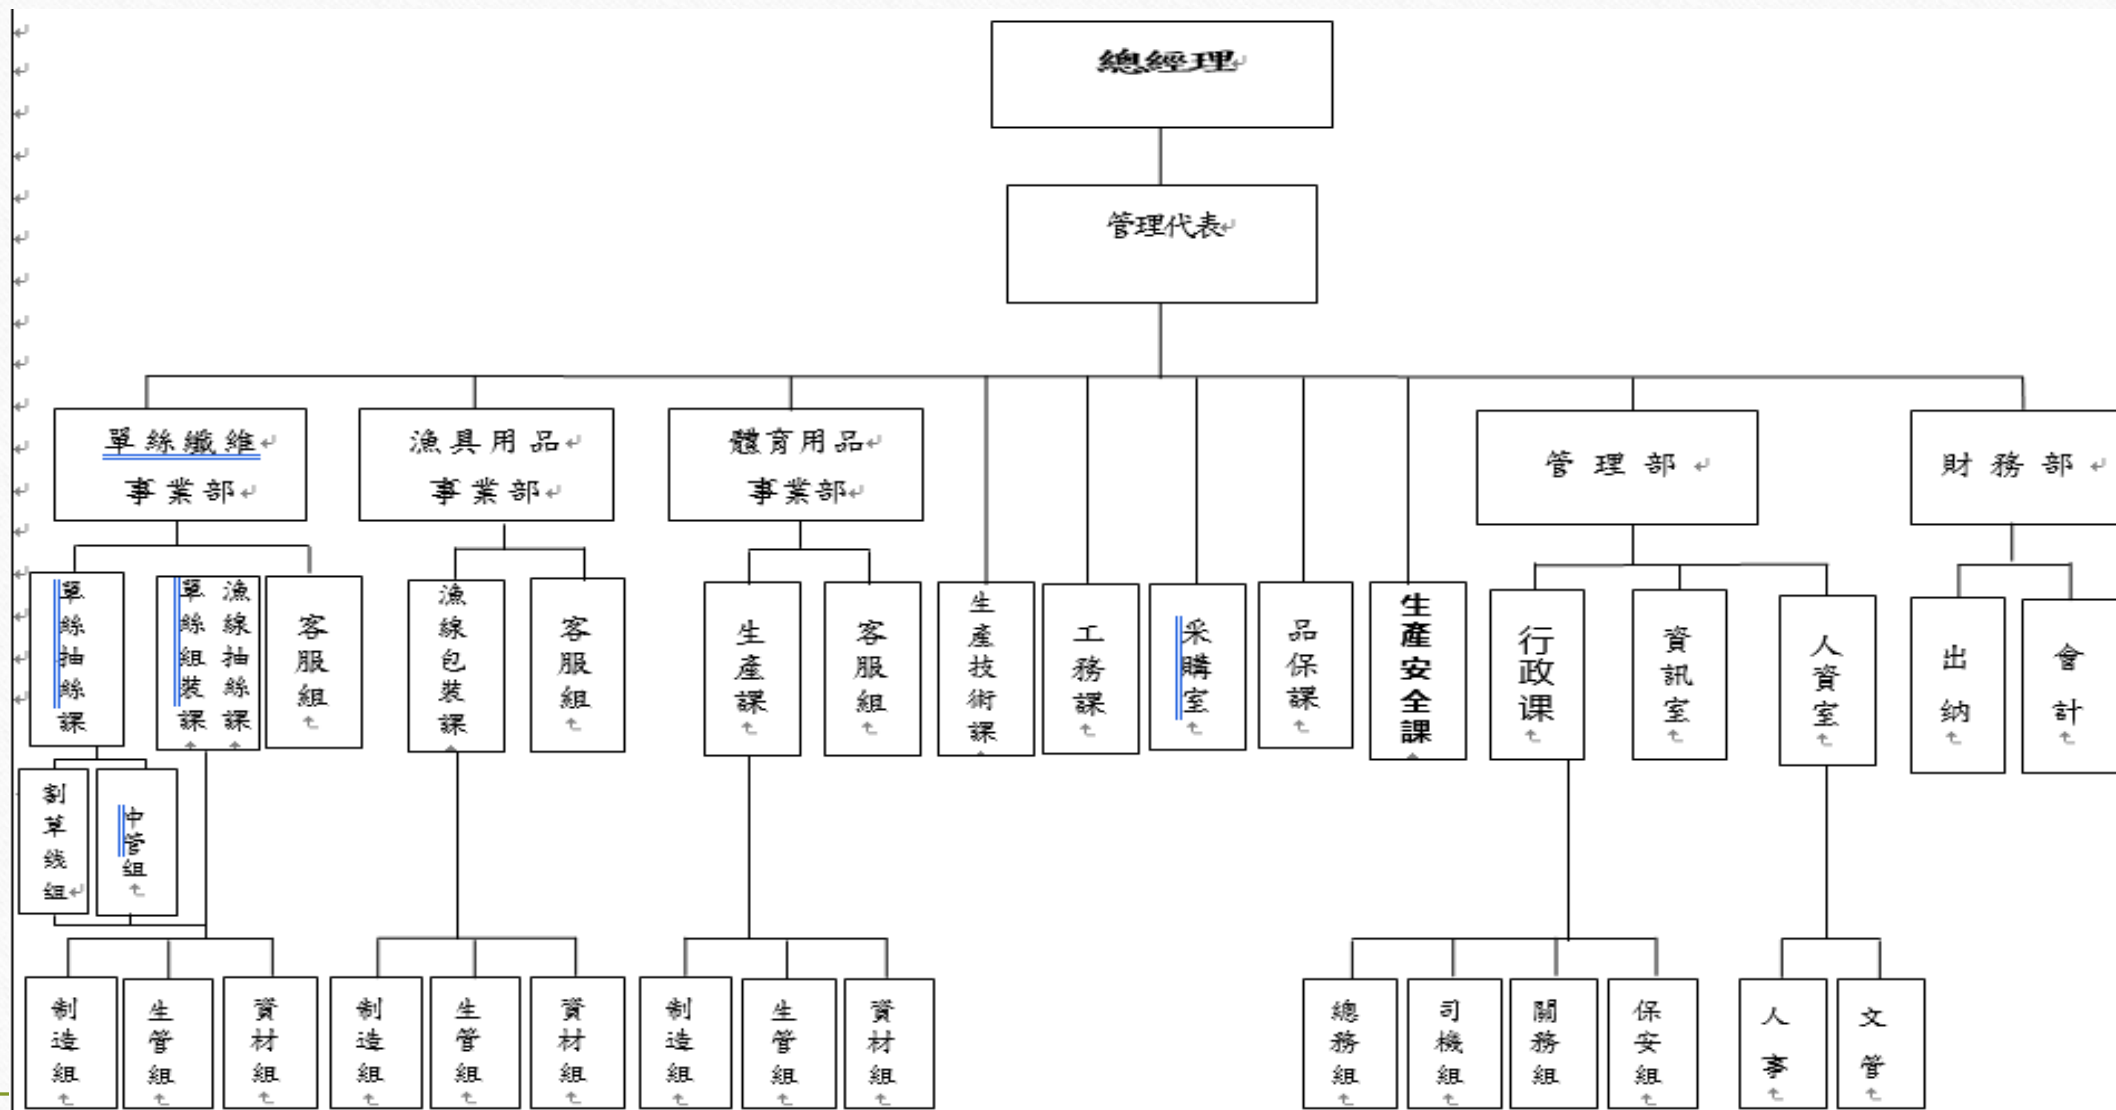 總經理
管理代表
單絲纖維
事業部
漁具用品
事業部
體育用品
事業部
管理部
財務部
單絲抽絲課
漁線抽絲課
單絲組裝課
客服組
漁線包裝課
客服組
生產課
客服組
生產技術課
工務課
采購室
品保課
生產安全課
行政课
資訊室
人資室
出納
會計
割草线组
中管組
制造組
生管組
資材組
制造組
生管組
資材組
制造組
生管組
資材組
總務組
司機組
關務組
保安組
人事
文管